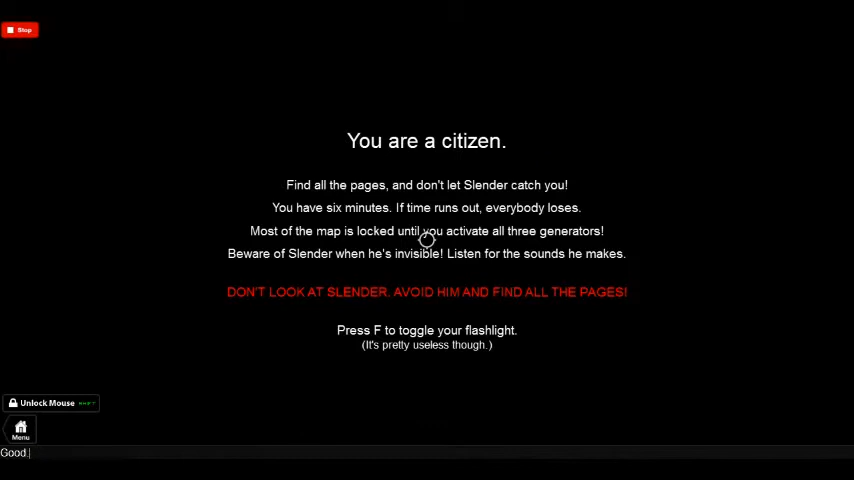 Stop
You are a citizen.
Find all the pages, and don't let Slender catch you!
You have six minutes. If time runs out, everybody loses.
Most of the map is locked until you activate all three generators!
Beware of Slender when he's invisible! Listen for the sounds he makes.
DON'T LOOK AT SLENDER. AVOID HIM AND FIND ALL THE PAGES!
Press F to toggle your flashlight.
(It's pretty useless though.)
Unlock Mouse
Menu
Good.